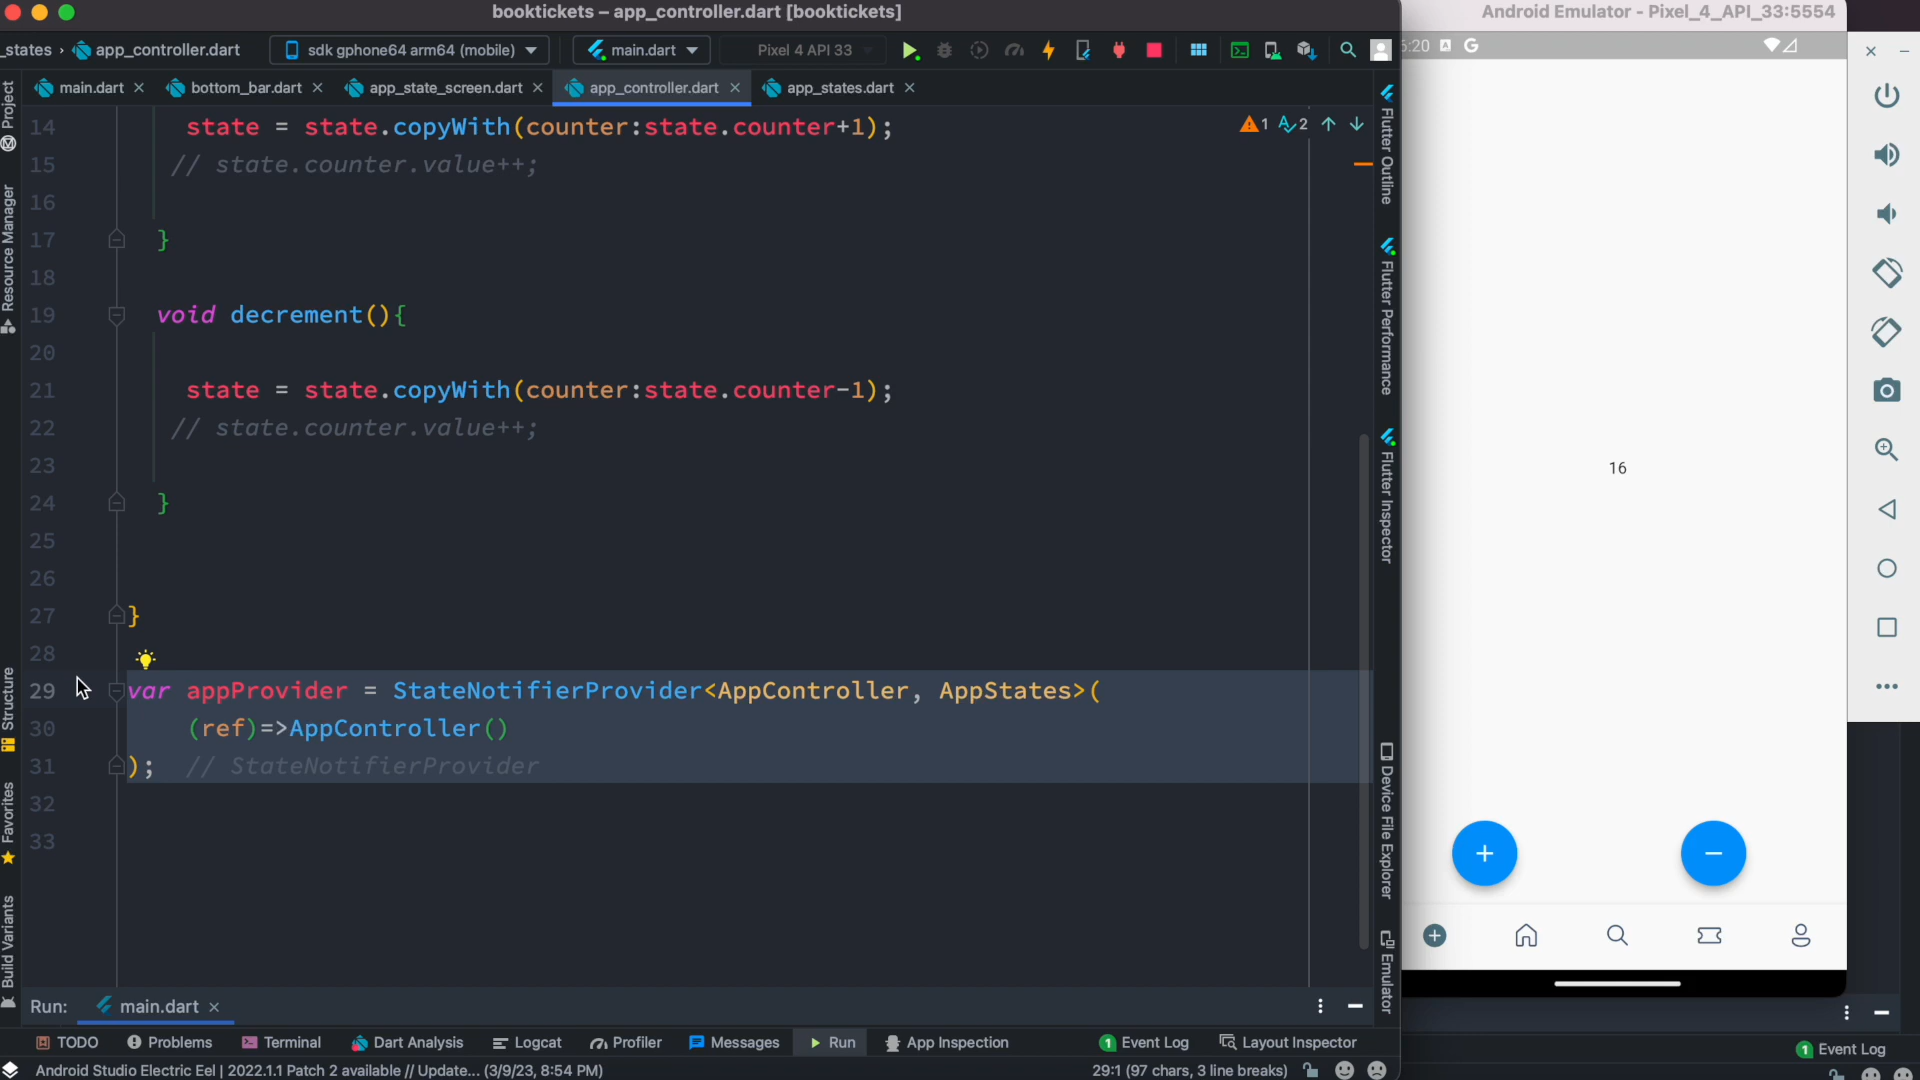 booktickets – app_controller.dart [booktickets]
Android Emulator - Pixel_4_API_33:5554
_states › app_controller.dart
sdk gphone64 arm64 (mobile)
main.dart
Pixel 4 API 33
main.dart
bottom_bar.dart
app_state_screen.dart
app_controller.dart
app_states.dart
14 state = state.copyWith(counter:state.counter+1);
15 // state.counter.value++;
16
17 }
18
19 void decrement(){
20
21 state = state.copyWith(counter:state.counter-1);
22 // state.counter.value++;
23
24 }
25
26
27 }
28
29 var appProvider = StateNotifierProvider<AppController, AppStates>(
30 (ref)=>AppController()
31 ); // StateNotifierProvider
32
33
1 2
Project
Resource Manager
Structure
Favorites
Build Variants
Flutter Outline
Flutter Performance
Flutter Inspector
Device File Explorer
Emulator
16
Run: main.dart
TODO Problems Terminal Dart Analysis Logcat Profiler Messages Run App Inspection 1 Event Log Layout Inspector
Android Studio Electric Eel | 2022.1.1 Patch 2 available // Update... (3/9/23, 8:54 PM)
29:1 (97 chars, 3 line breaks)
1 Event Log